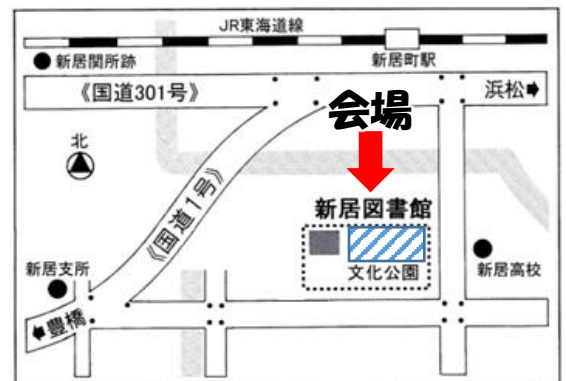 JR東海道線
新居関所跡
新居町駅
《国道301号》
浜松
会場
北
《国道1号》
新居図書館
文化公園
新居支所
新居高校
豊橋